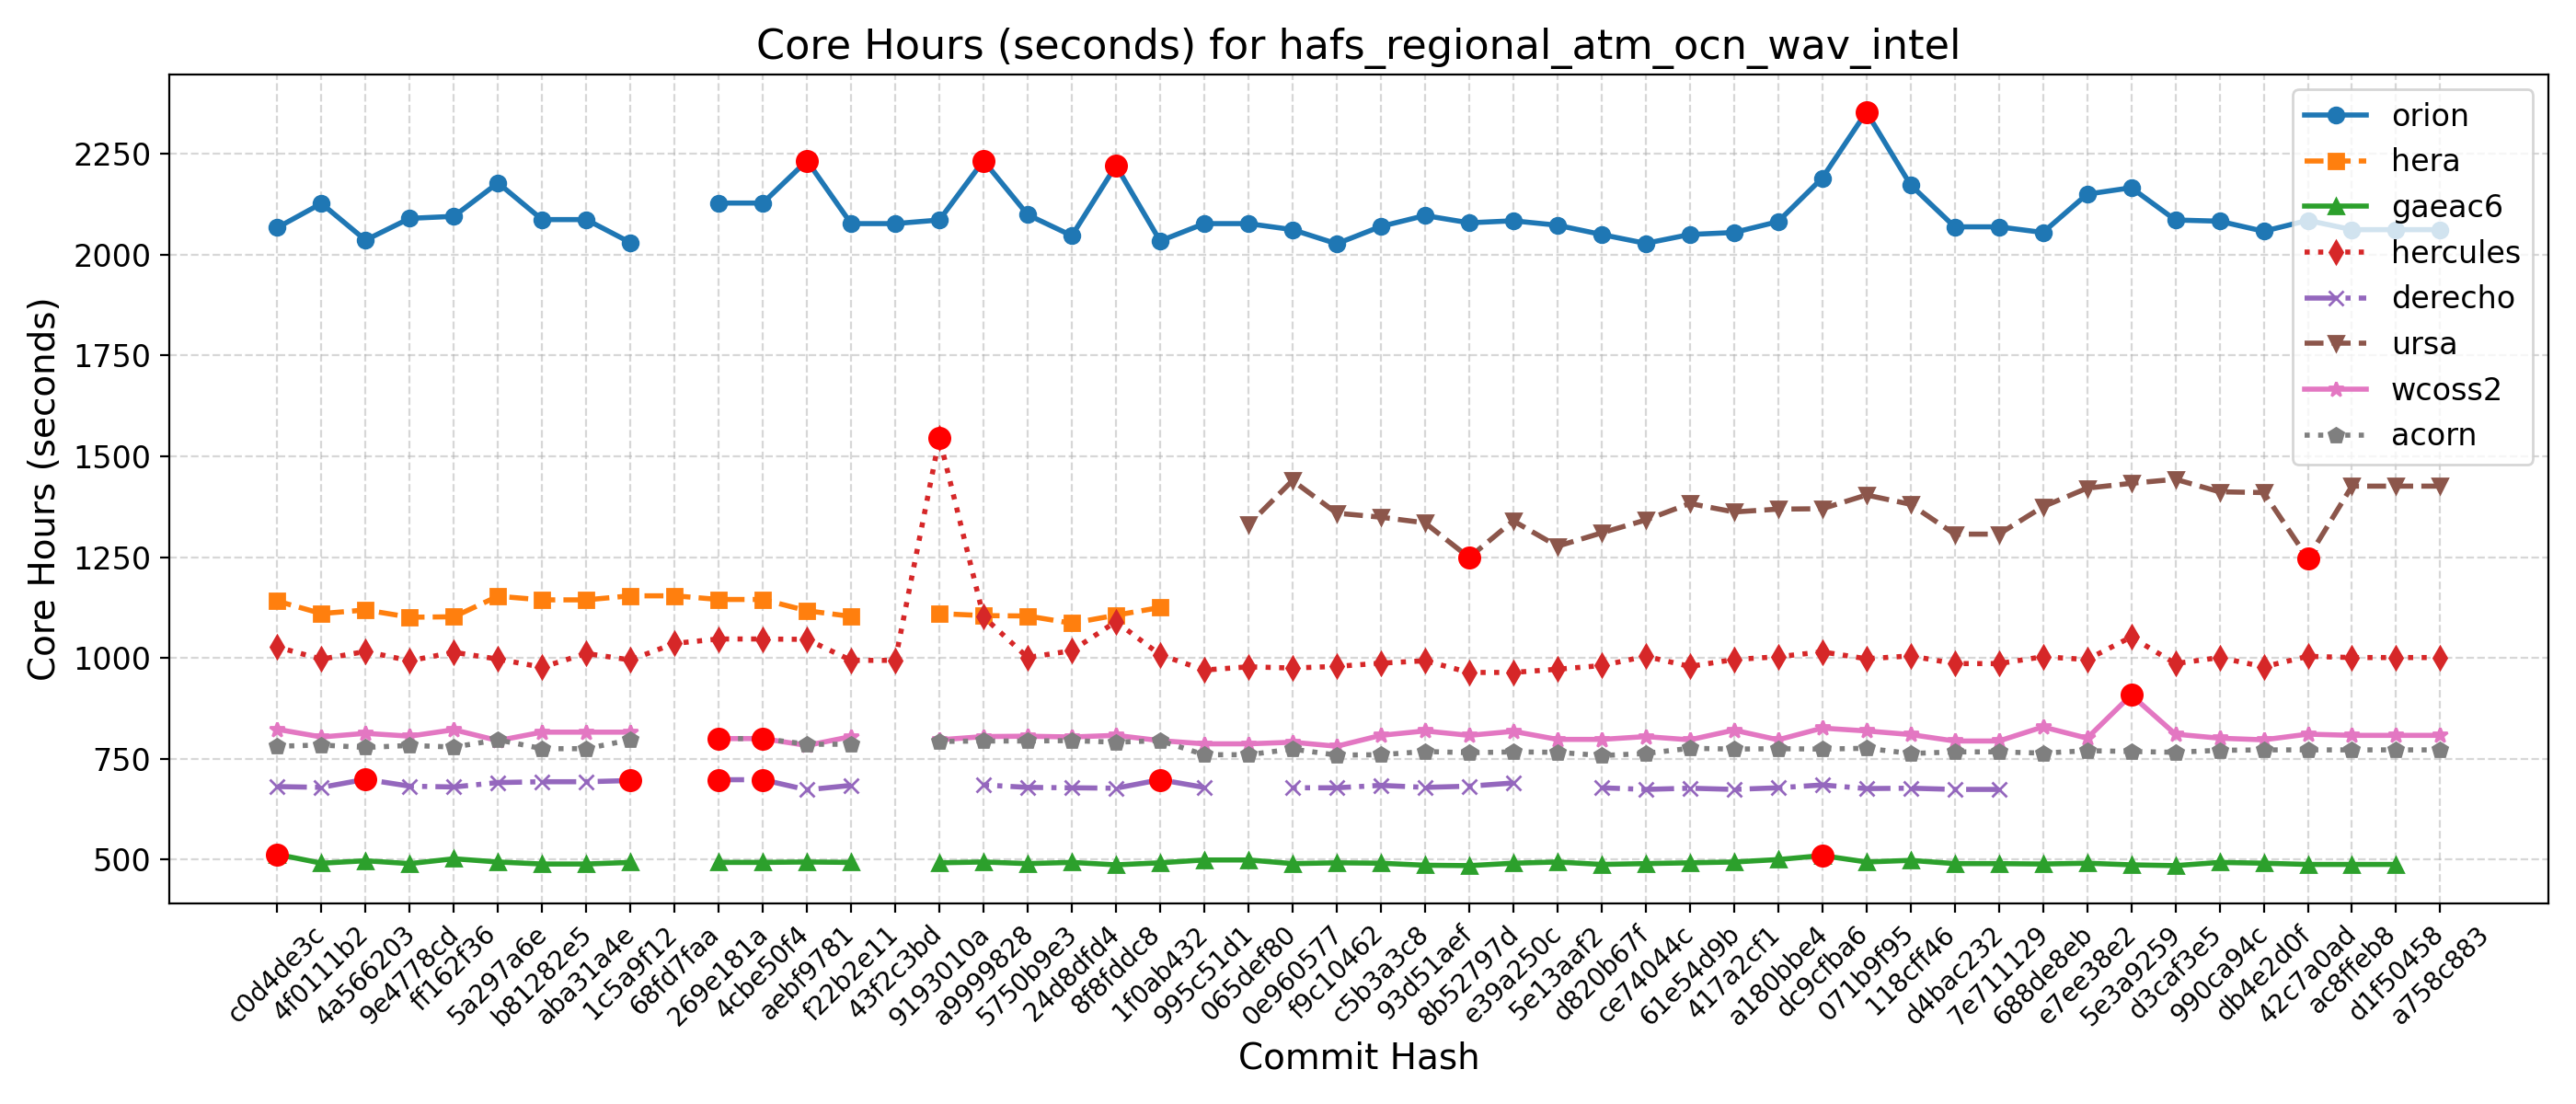 Core Hours (seconds) for hafs_regional_atm_ocn_wav_intel
Core Hours (seconds)
2250
2000
1750
1500
1250
1000
750
500
orion
hera
gaeac6
hercules
derecho
ursa
wcoss2
acorn
c0d4de3c
4f0111b2
4a566203
9e4778cd
ff162f36
5a297a6e
b81282e5
aba31a4e
1c5a9f12
68fd7faa
269e181a
4cbe50f4
aebf9781
f22b2e11
43f2c3bd
9193010a
a9999828
5750b9e3
24d8dfd4
8f8fddc8
1f0ab432
995c51d1
065def80
0e960577
f9c10462
c5b3a3c8
93d51aef
8b52797d
e39a250c
5e13aaf2
d820b67f
ce74044c
61e54d9b
417a2cf1
a180bbe4
dc9cfba6
071b9f95
118cff46
d4bac232
7e711129
688de8eb
e7ee38e2
5e3a9259
d3caf3e5
990ca94c
db4e2d0f
42c7a0ad
ac8ffeb8
d1f50458
a758c883
Commit Hash